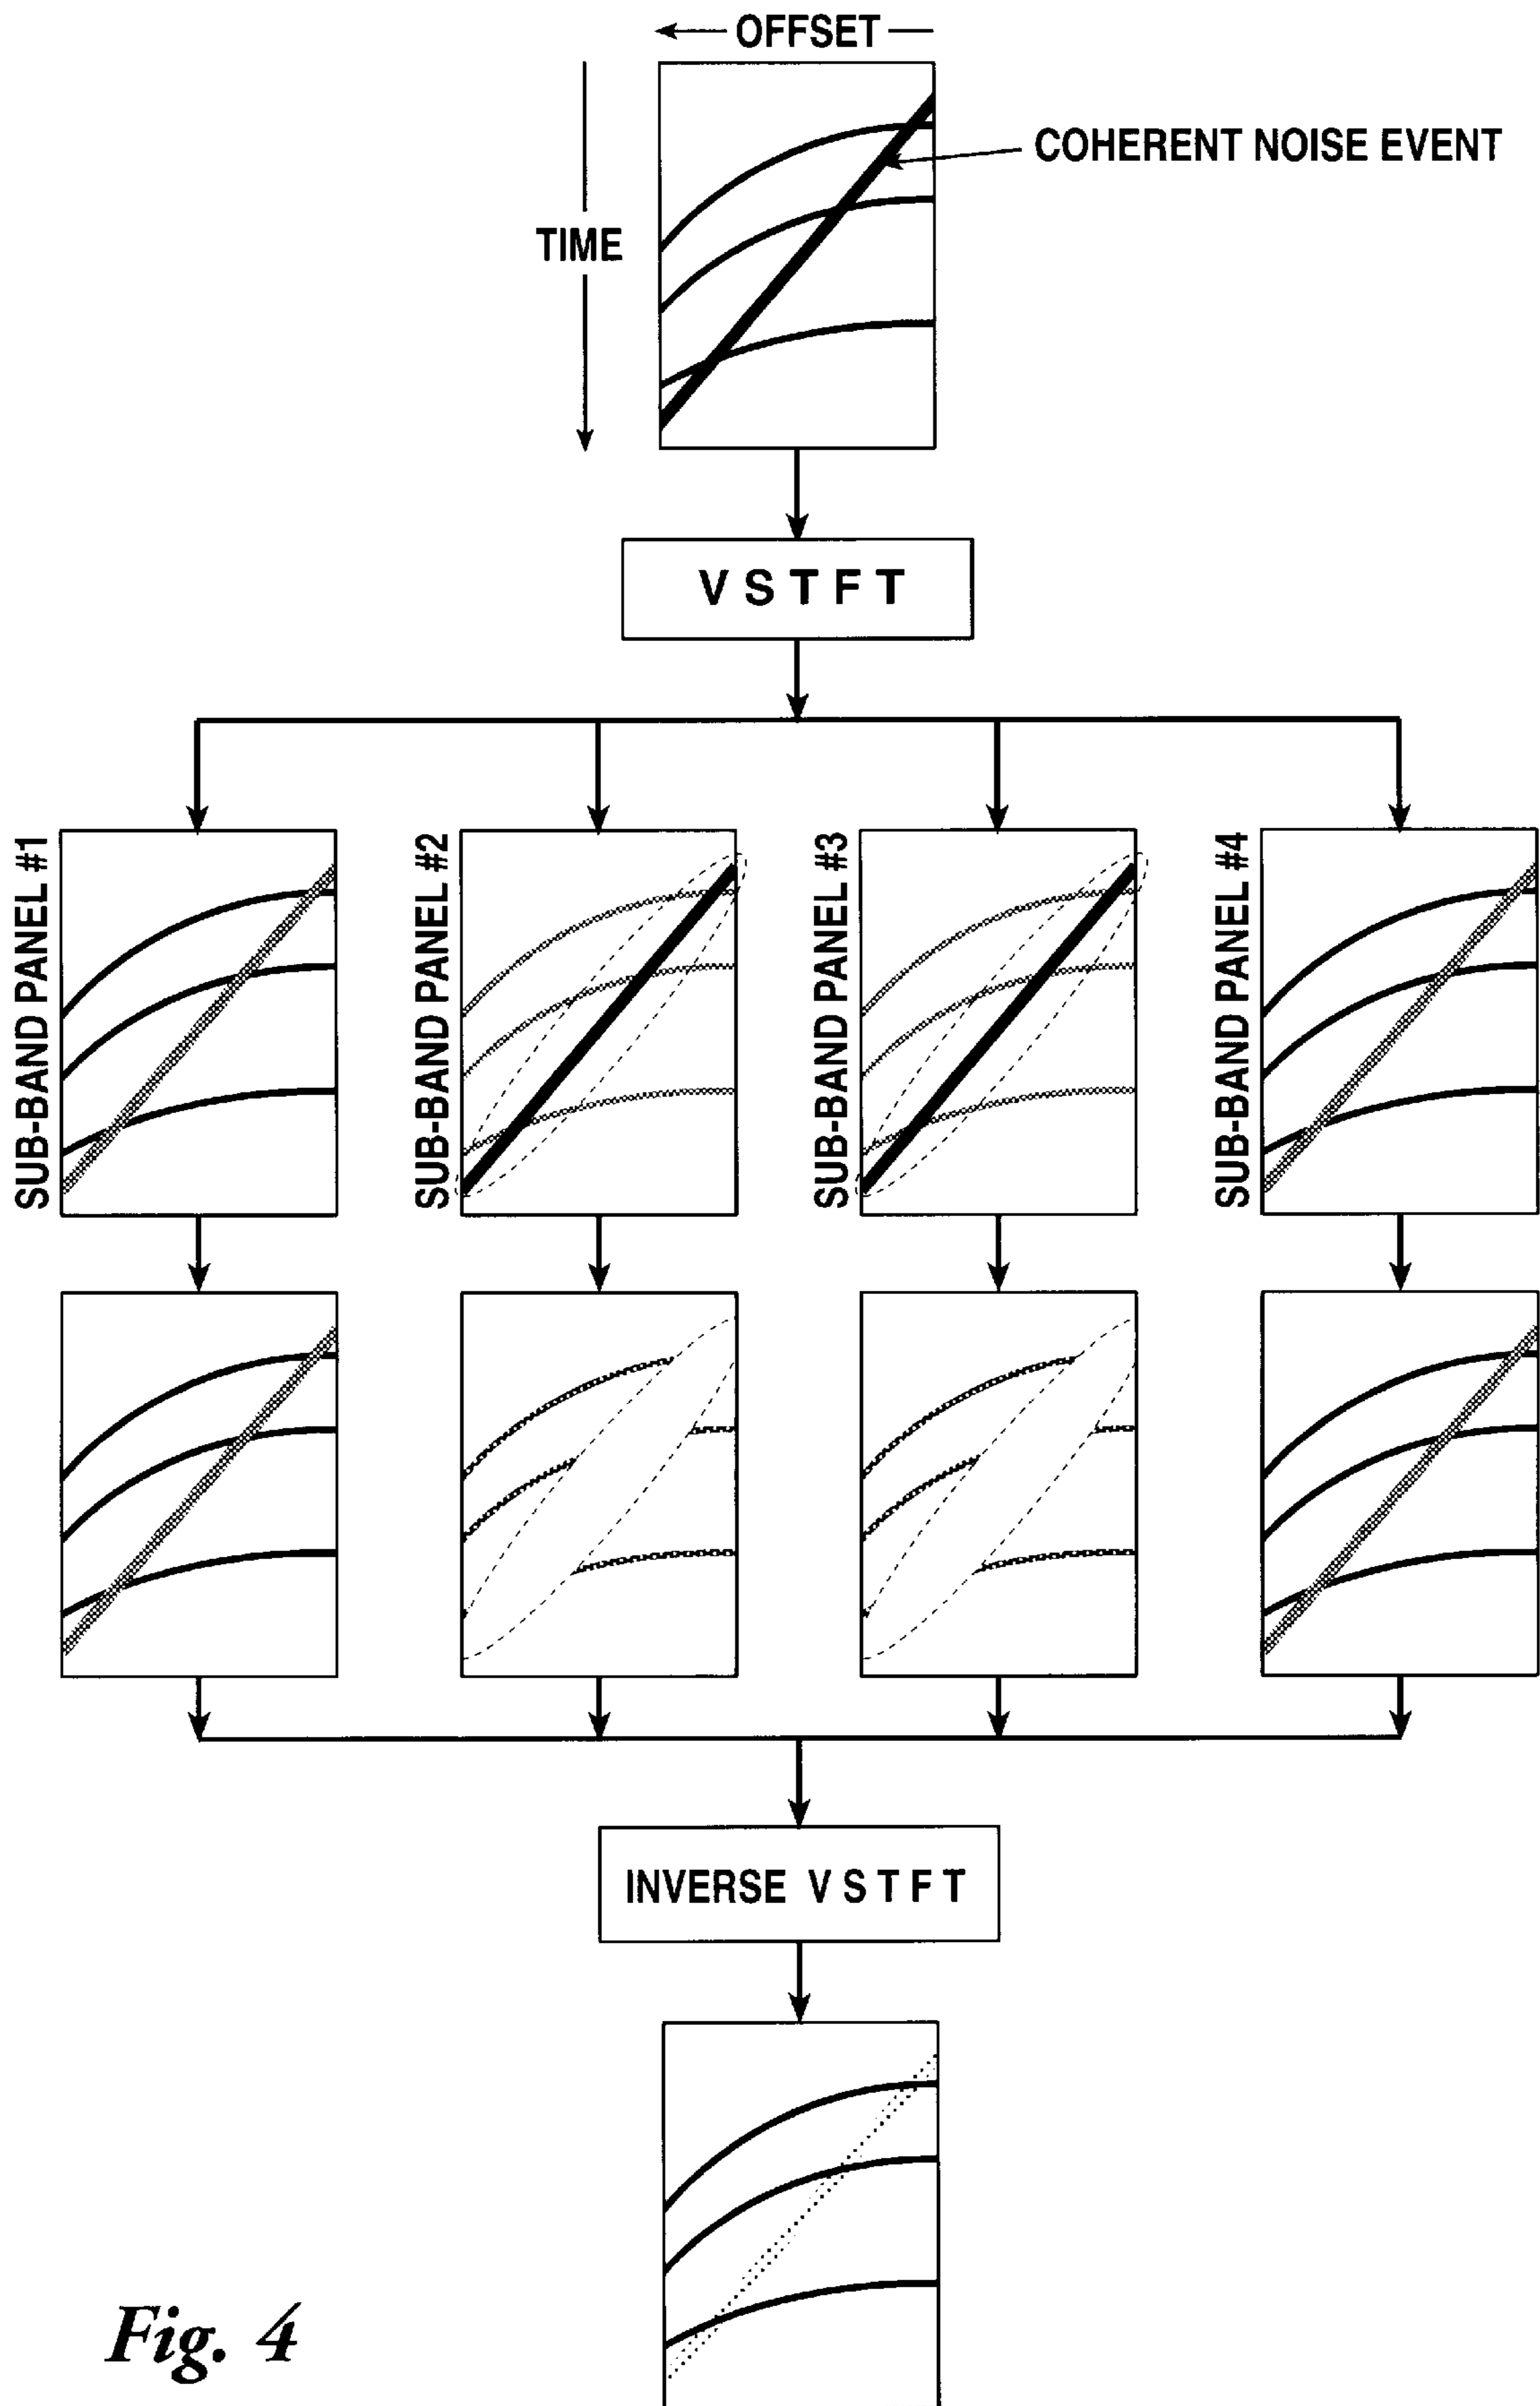 OFFSET
COHERENT NOISE EVENT
TIME
V S T F T
SUB-BAND PANEL #1
SUB-BAND PANEL #2
SUB-BAND PANEL #3
SUB-BAND PANEL #4
INVERSE V S T F T
Fig. 4